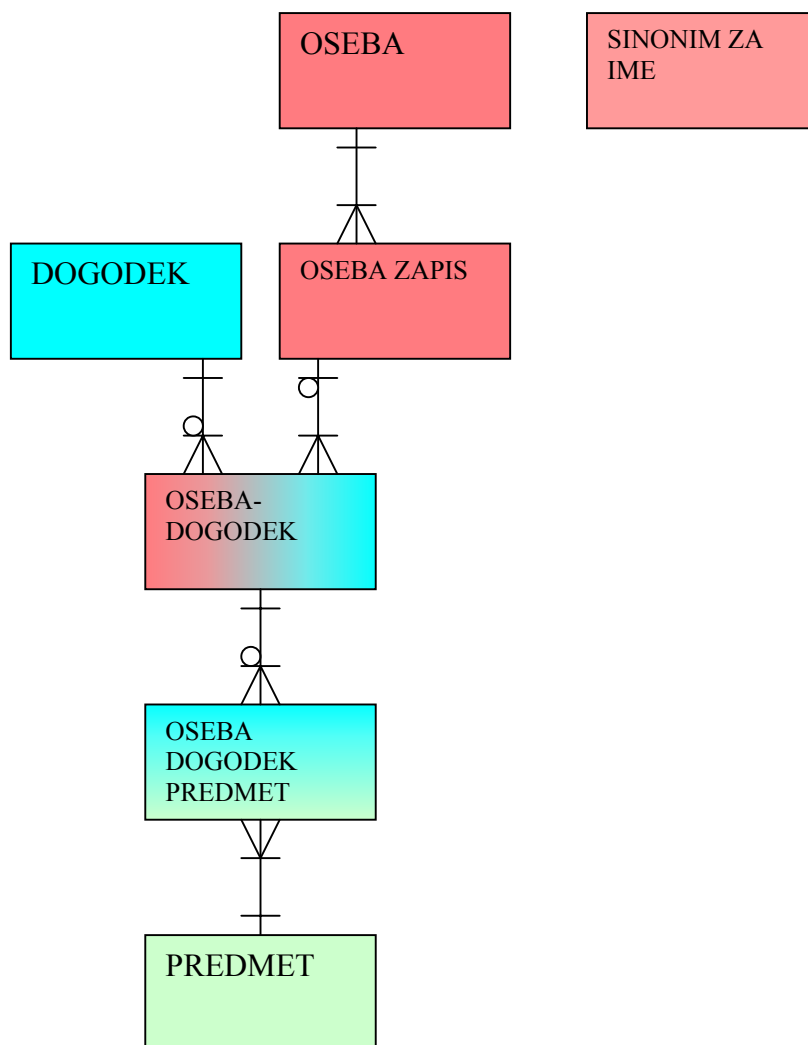 OSEBA
SINONIM ZA
IME
DOGODEK
OSEBA ZAPIS
OSEBA-
DOGODEK
OSEBA
DOGODEK
PREDMET
PREDMET